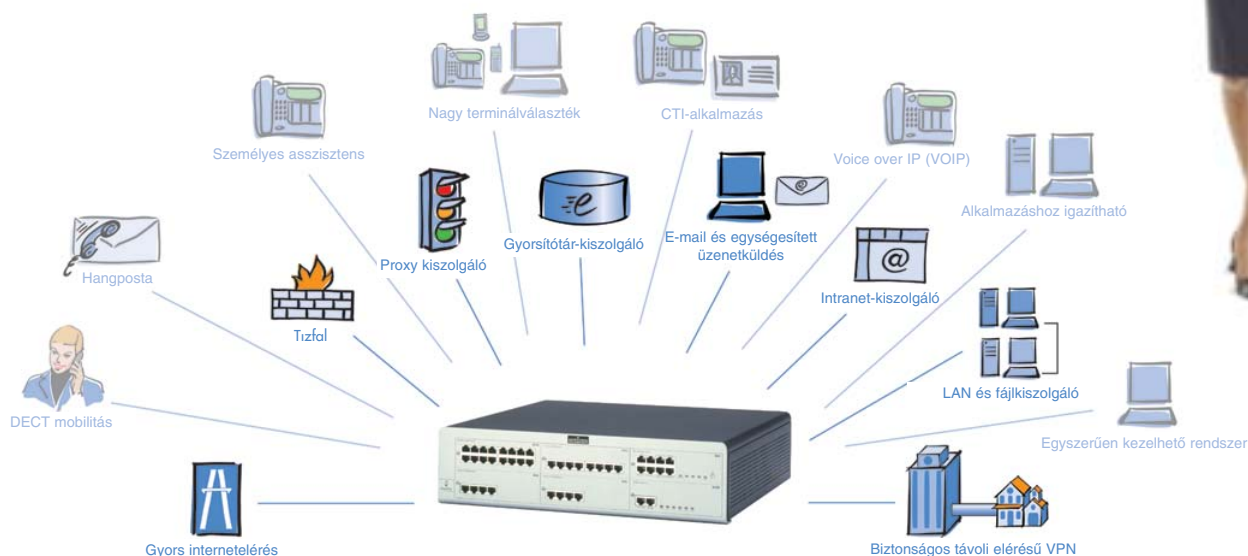 Nagy terminálválaszték
CTI-alkalmazás
Személyes asszisztens
Voice over IP (VOIP)
Alkalmazáshoz igazítható
Proxy kiszolgáló
Gyorsítótár-kiszolgáló
E-mail és egységesített
üzenetküldés
Hangposta
Intranet-kiszolgáló
Tızfal
LAN és fájlkiszolgáló
DECT mobilitás
Egyszerűen kezelhető rendszer
Gyors internetelérés
Biztonságos távoli elérésű VPN